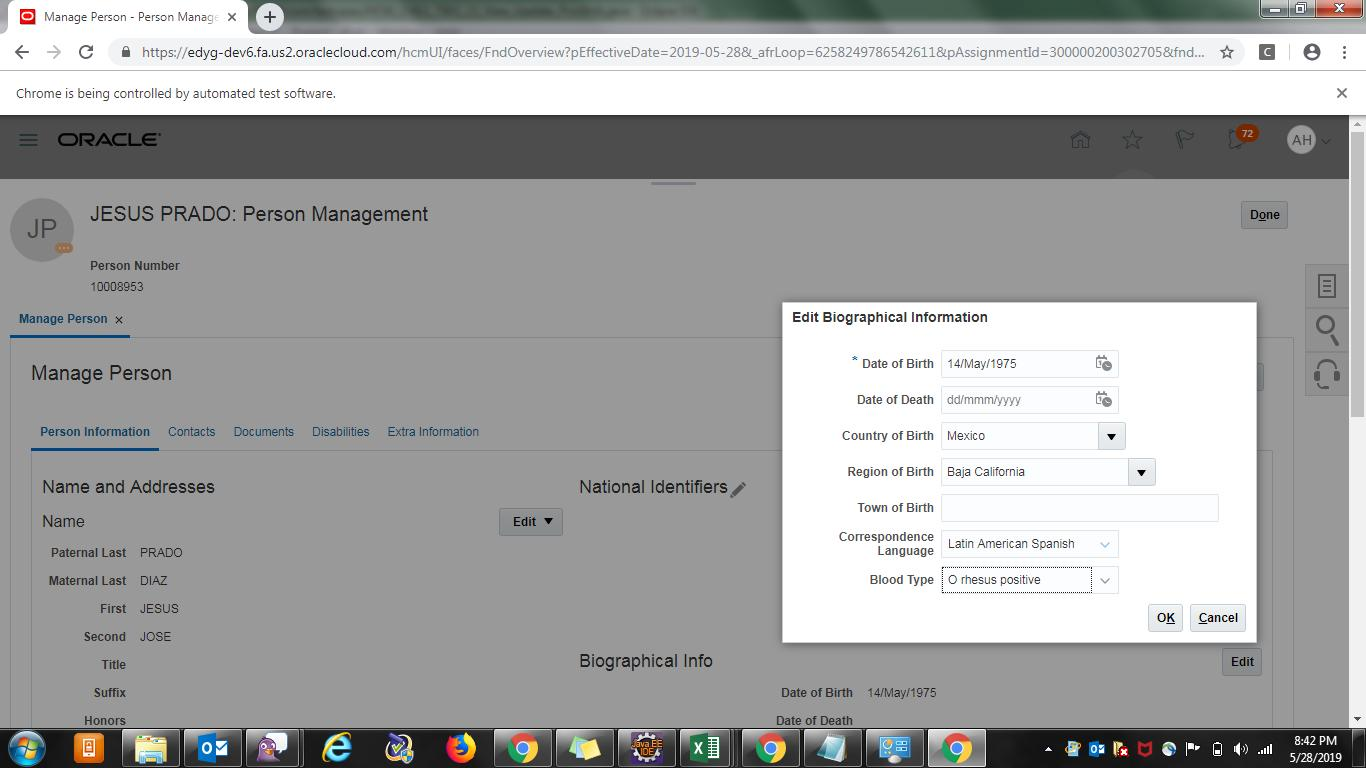 Manage Person - Person Manage
https://edyg-dev6.fa.us2.oraclecloud.com/hcmUI/faces/FndOverview?pEffectiveDate=2019-05-28&_afrLoop=6258249786542611&pAssignmentId=300000200302705&fnd...
C
Chrome is being controlled by automated test software.
ORACLE
72
AH
JP
JESUS PRADO: Person Management
Done
Person Number
10008953
Manage Person
Manage Person
Person Information Contacts Documents Disabilities Extra Information
Name and Addresses
National Identifiers
Name
Edit
Paternal Last PRADO
Maternal Last DIAZ
First JESUS
Second JOSE
Title
Suffix
Honors
Edit Biographical Information
* Date of Birth 14/May/1975
Date of Death dd/mmm/yyyy
Country of Birth Mexico
Region of Birth Baja California
Town of Birth
Correspondence
Language Latin American Spanish
Blood Type O rhesus positive
OK Cancel
Biographical Info
Edit
Date of Birth 14/May/1975
Date of Death
Java EE
IDE
8:42 PM
5/28/2019